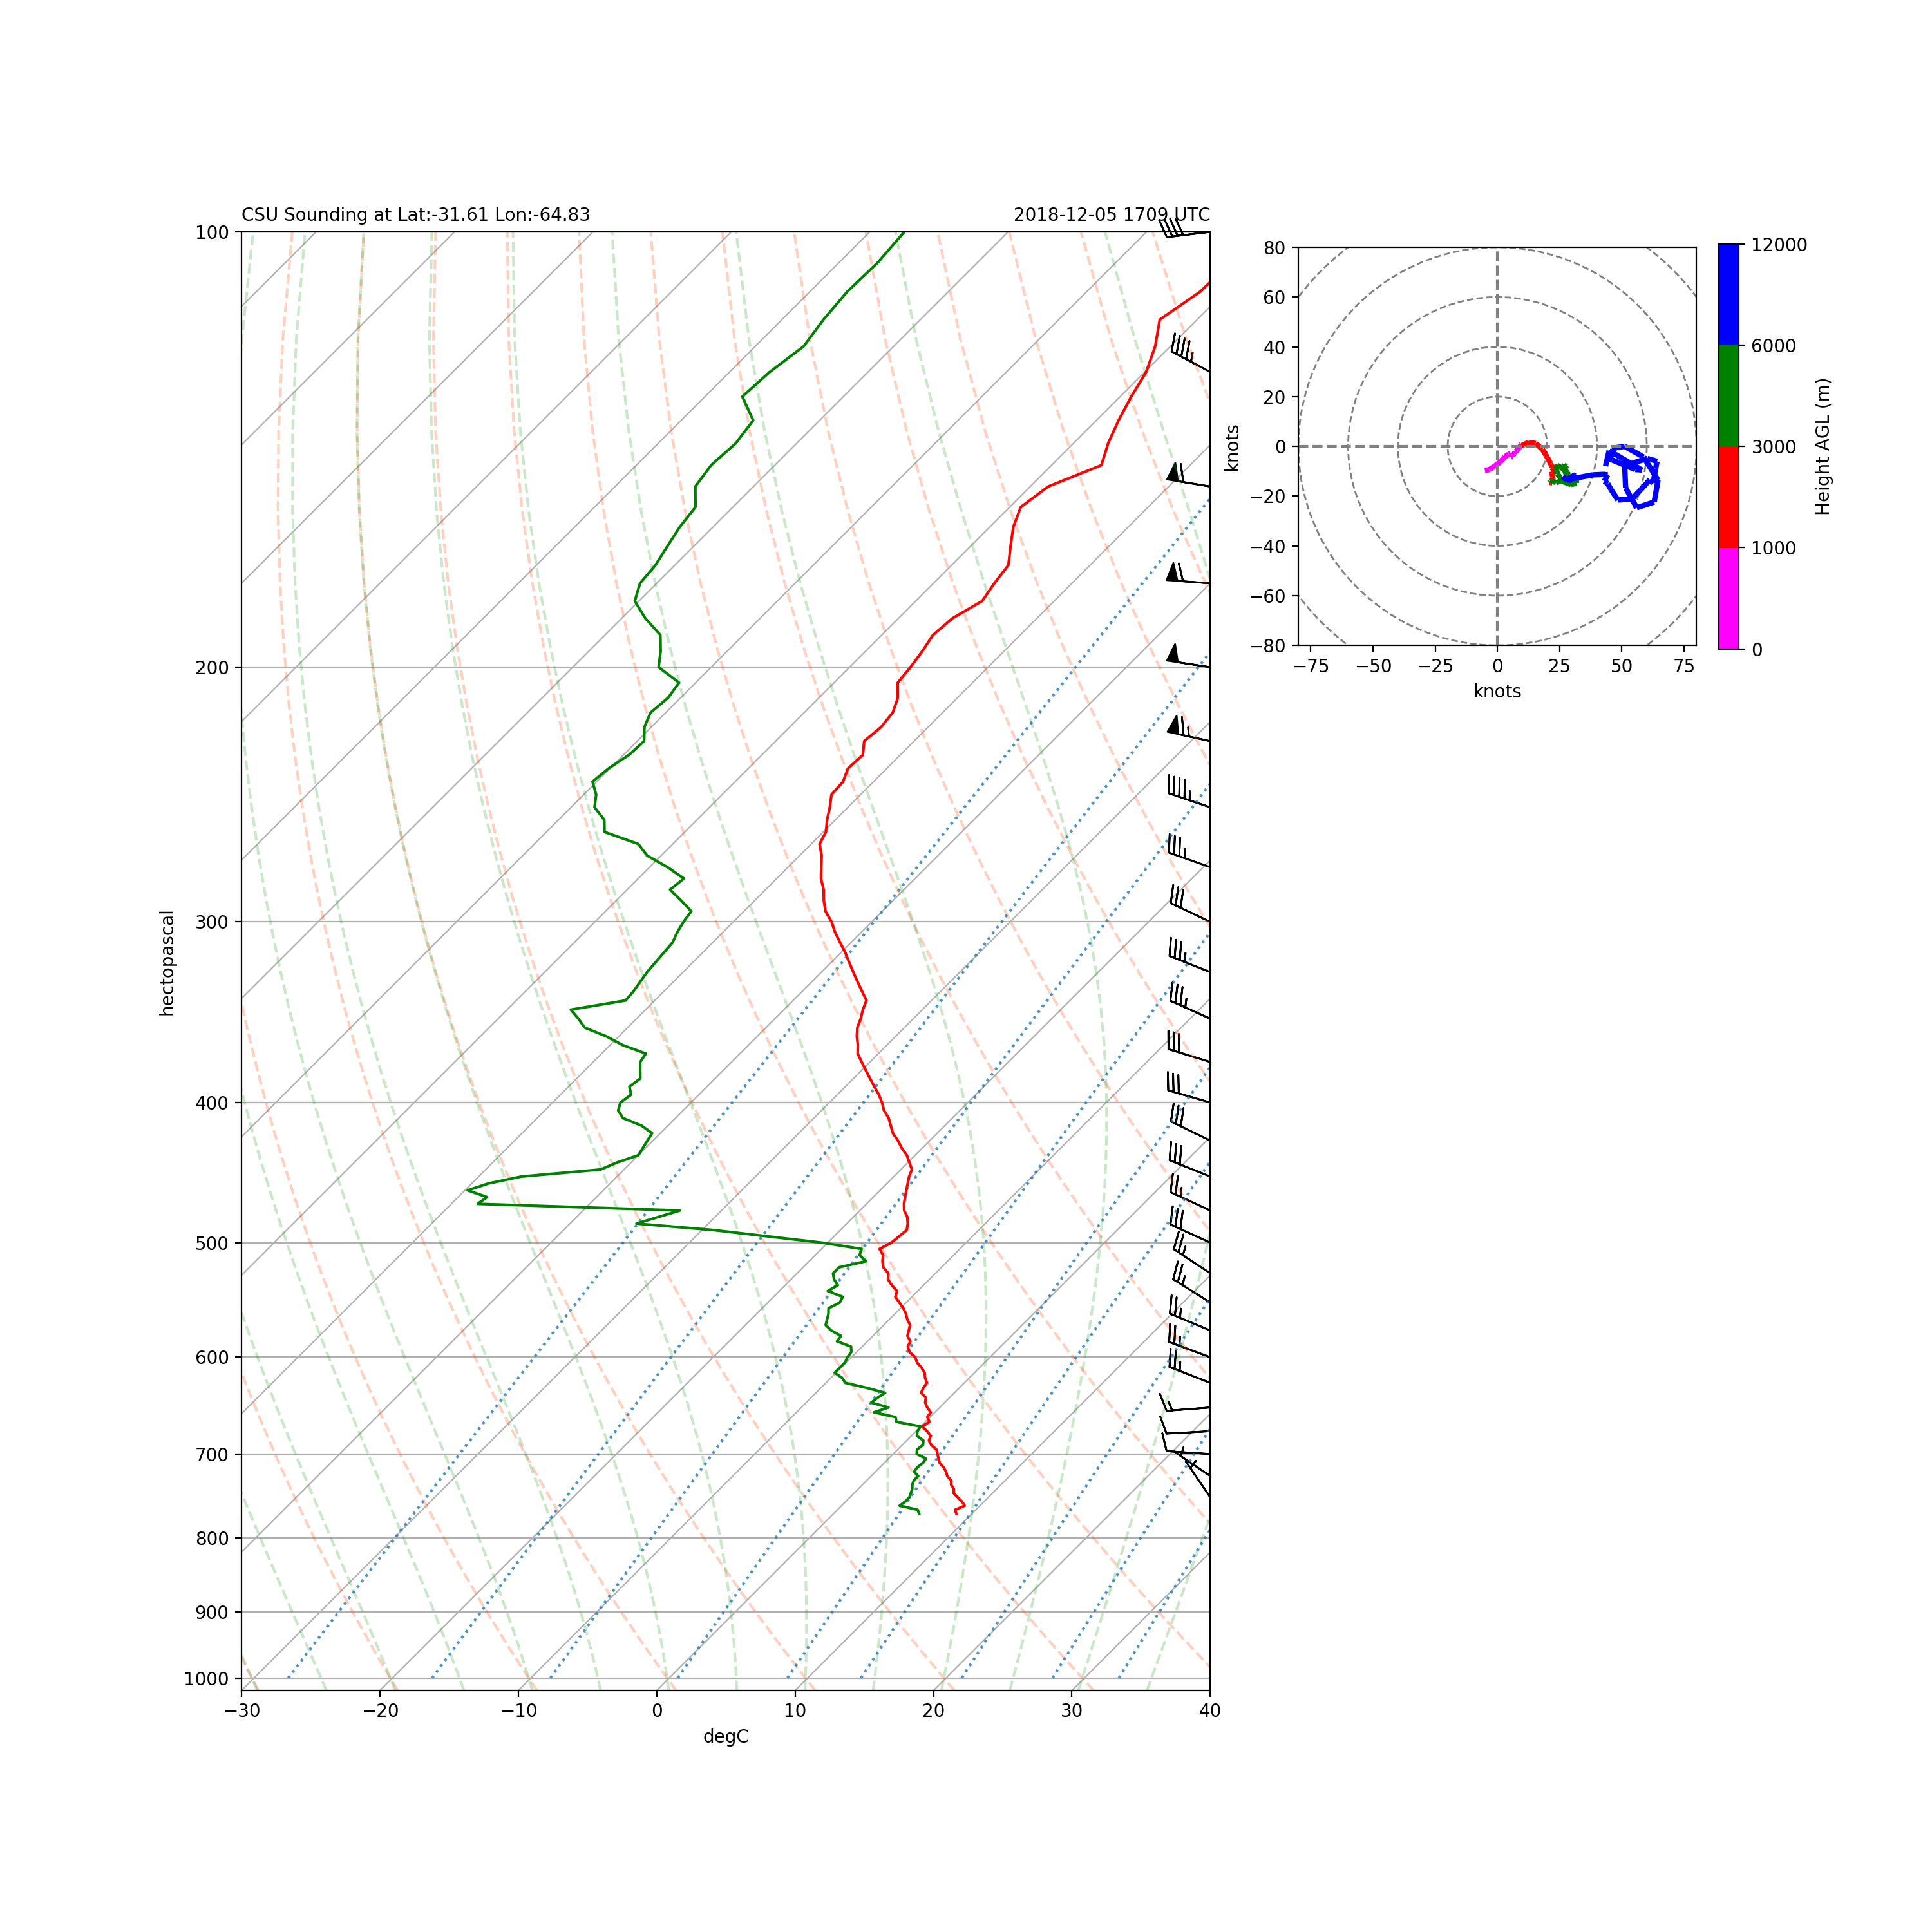 CSU Sounding at Lat:-31.61 Lon:-64.83
2018-12-05 1709 UTC
100
200
300
400
500
600
700
800
900
1000
hectopascal
−30 −20 −10 0 10 20 30 40
degC
80
60
40
20
0
−20
−40
−60
−80
knots
−75 −50 −25 0 25 50 75
knots
12000
6000
3000
1000
0
Height AGL (m)